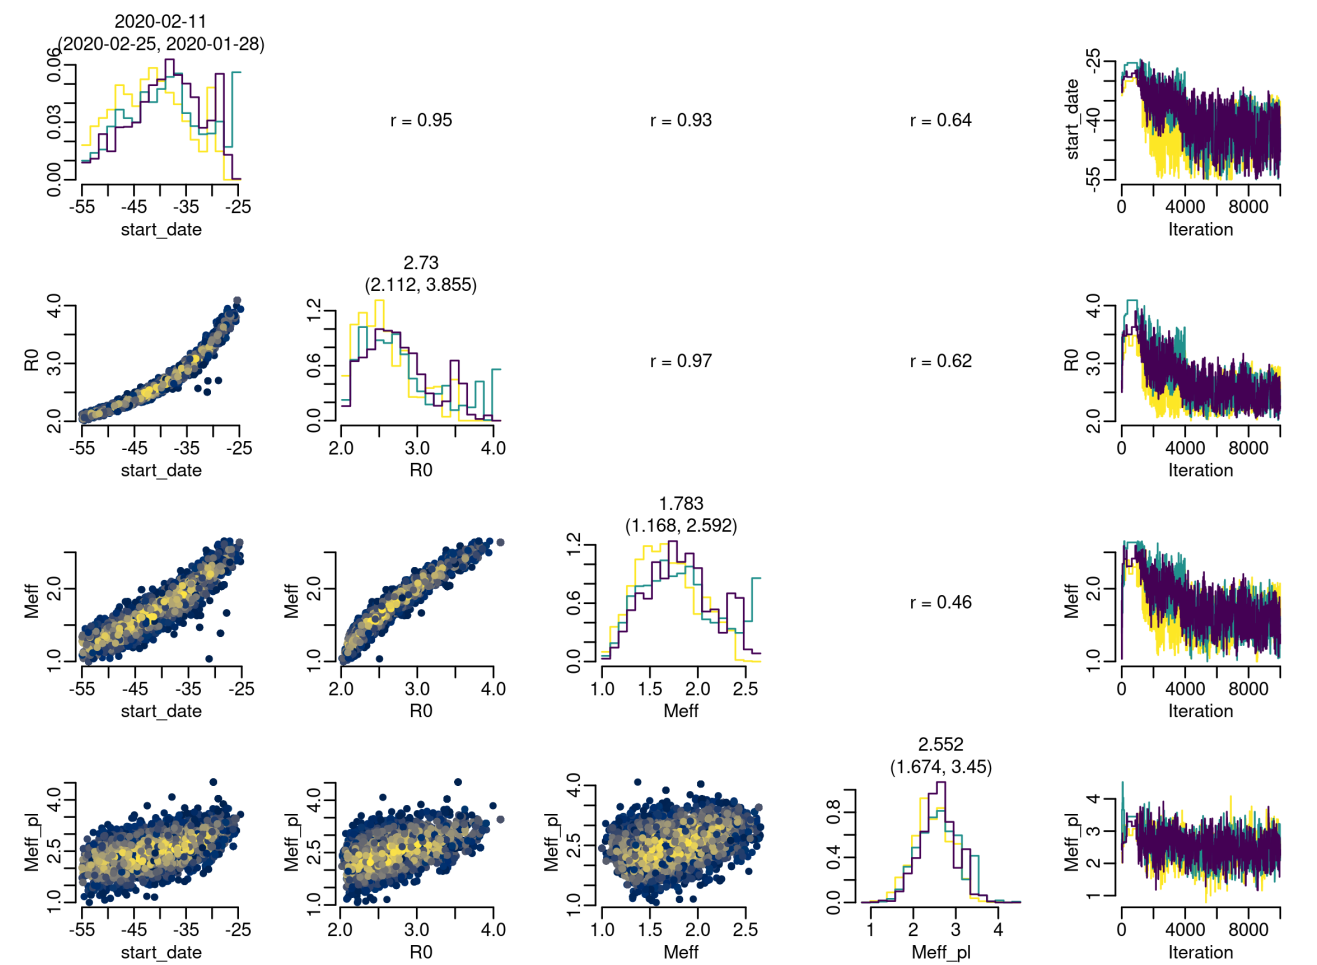 2020-02-11
(2020-02-25, 2020-01-28)
0.00 0.03 0.06
-55 -45 -35 -25
start_date
r = 0.95
r = 0.93
r = 0.64
start_date
-55 -40 -25
0 4000 8000
Iteration
R0
2.0 3.0 4.0
-55 -45 -35 -25
start_date
2.73
(2.112, 3.855)
0.0 0.6 1.2
2.0 3.0 4.0
R0
r = 0.97
r = 0.62
R0
2.0 3.0 4.0
0 4000 8000
Iteration
Meff
1.0 2.0
-55 -45 -35 -25
start_date
Meff
1.0 2.0
2.0 3.0 4.0
R0
1.783
(1.168, 2.592)
0.0 0.6 1.2
1.0 1.5 2.0 2.5
Meff
r = 0.46
Meff
1.0 2.0
0 4000 8000
Iteration
Meff_pl
1.0 2.5 4.0
-55 -45 -35 -25
start_date
Meff_pl
1.0 2.5 4.0
2.0 3.0 4.0
R0
Meff_pl
1.0 2.5 4.0
1.0 1.5 2.0 2.5
Meff
2.552
(1.674, 3.45)
0.0 0.4 0.8
1 2 3 4
Meff_pl
Meff_pl
1 2 3 4
0 4000 8000
Iteration